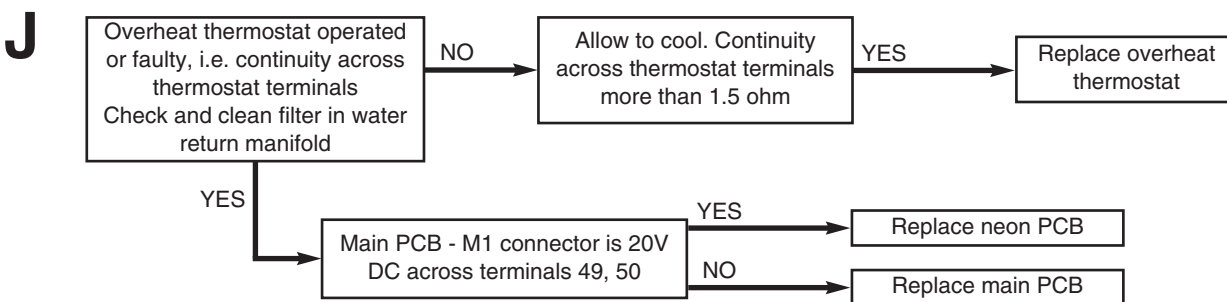 J
Overheat thermostat operated
or faulty, i.e. continuity across
thermostat terminals
Check and clean filter in water
return manifold
NO
Allow to cool. Continuity
across thermostat terminals
more than 1.5 ohm
YES
Replace overheat
thermostat
YES
Main PCB - M1 connector is 20V
DC across terminals 49, 50
YES
Replace neon PCB
NO
Replace main PCB